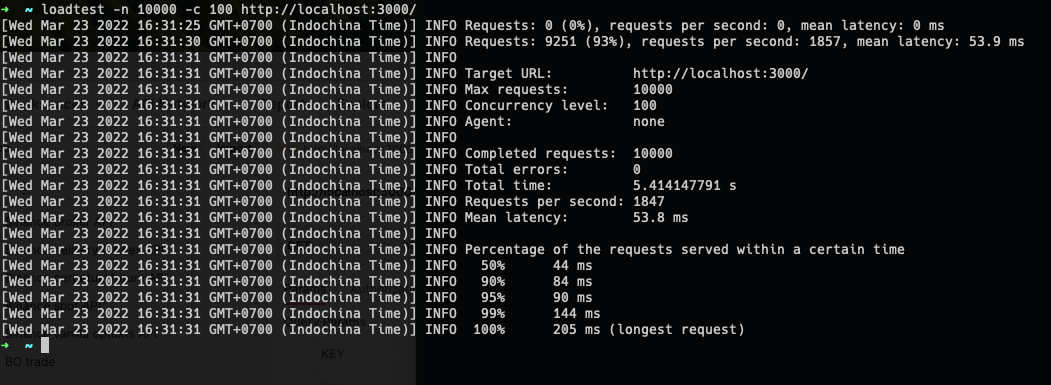 ➜ ~ loadtest -n 10000 -c 100 http://localhost:3000/
[Wed Mar 23 2022 16:31:25 GMT+0700 (Indochina Time)] INFO Requests: 0 (0%), requests per second: 0, mean latency: 0 ms
[Wed Mar 23 2022 16:31:30 GMT+0700 (Indochina Time)] INFO Requests: 9251 (93%), requests per second: 1857, mean latency: 53.9 ms
[Wed Mar 23 2022 16:31:31 GMT+0700 (Indochina Time)] INFO
[Wed Mar 23 2022 16:31:31 GMT+0700 (Indochina Time)] INFO Target URL: http://localhost:3000/
[Wed Mar 23 2022 16:31:31 GMT+0700 (Indochina Time)] INFO Max requests: 10000
[Wed Mar 23 2022 16:31:31 GMT+0700 (Indochina Time)] INFO Concurrency level: 100
[Wed Mar 23 2022 16:31:31 GMT+0700 (Indochina Time)] INFO Agent: none
[Wed Mar 23 2022 16:31:31 GMT+0700 (Indochina Time)] INFO
[Wed Mar 23 2022 16:31:31 GMT+0700 (Indochina Time)] INFO Completed requests: 10000
[Wed Mar 23 2022 16:31:31 GMT+0700 (Indochina Time)] INFO Total errors: 0
[Wed Mar 23 2022 16:31:31 GMT+0700 (Indochina Time)] INFO Total time: 5.414147791 s
[Wed Mar 23 2022 16:31:31 GMT+0700 (Indochina Time)] INFO Requests per second: 1847
[Wed Mar 23 2022 16:31:31 GMT+0700 (Indochina Time)] INFO Mean latency: 53.8 ms
[Wed Mar 23 2022 16:31:31 GMT+0700 (Indochina Time)] INFO
[Wed Mar 23 2022 16:31:31 GMT+0700 (Indochina Time)] INFO Percentage of the requests served within a certain time
[Wed Mar 23 2022 16:31:31 GMT+0700 (Indochina Time)] INFO 50% 44 ms
[Wed Mar 23 2022 16:31:31 GMT+0700 (Indochina Time)] INFO 90% 84 ms
[Wed Mar 23 2022 16:31:31 GMT+0700 (Indochina Time)] INFO 95% 90 ms
[Wed Mar 23 2022 16:31:31 GMT+0700 (Indochina Time)] INFO 99% 144 ms
[Wed Mar 23 2022 16:31:31 GMT+0700 (Indochina Time)] INFO 100% 205 ms (longest request)
➜ ~
KEY
BO trade